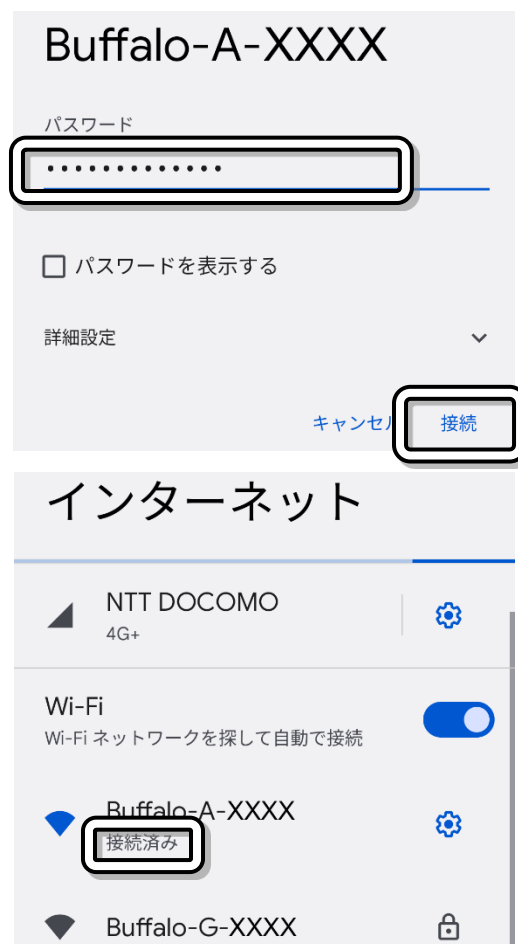 Buffalo-A-XXXX
パスワード
•••••••••••••
パスワードを表示する
詳細設定
キャンセル 接続
インターネット
NTT DOCOMO
4G+
Wi-Fi
Wi-Fi ネットワークを探して自動で接続
Buffalo-A-XXXX
接続済み
Buffalo-G-XXXX